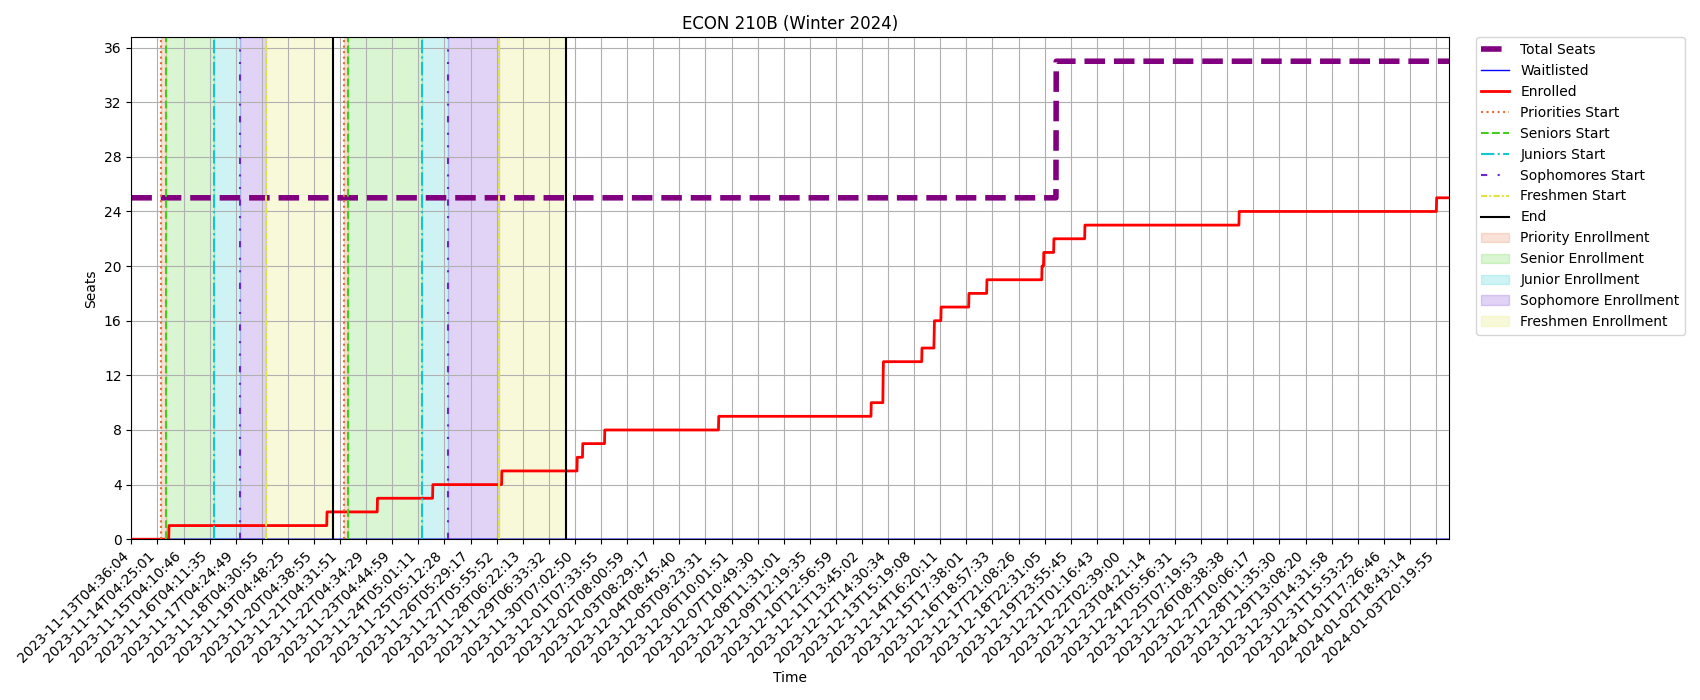 ECON 210B (Winter 2024)
36
32
28
24
20
16
12
8
4
0
Seats
2023-11-13T04:36:04
2023-11-14T04:25:01
2023-11-15T04:10:46
2023-11-16T04:11:35
2023-11-17T04:24:49
2023-11-18T04:30:55
2023-11-19T04:48:25
2023-11-20T04:38:55
2023-11-21T04:31:51
2023-11-22T04:34:29
2023-11-23T04:44:59
2023-11-24T05:01:11
2023-11-25T05:12:28
2023-11-26T05:29:17
2023-11-27T05:55:52
2023-11-28T06:22:13
2023-11-29T06:33:32
2023-11-30T07:02:50
2023-12-01T07:33:55
2023-12-02T08:00:59
2023-12-03T08:29:17
2023-12-04T08:45:40
2023-12-05T09:23:31
2023-12-06T10:01:51
2023-12-07T10:49:30
2023-12-08T11:31:01
2023-12-09T12:19:35
2023-12-10T12:56:59
2023-12-11T13:45:02
2023-12-12T14:30:34
2023-12-13T15:19:08
2023-12-14T16:20:11
2023-12-15T17:38:01
2023-12-16T18:57:33
2023-12-17T21:08:26
2023-12-18T22:31:05
2023-12-19T23:55:45
2023-12-21T01:16:43
2023-12-22T02:39:00
2023-12-23T04:21:14
2023-12-24T05:56:31
2023-12-25T07:19:53
2023-12-26T08:38:38
2023-12-27T10:06:17
2023-12-28T11:35:30
2023-12-29T13:08:20
2023-12-30T14:31:58
2023-12-31T15:53:25
2024-01-01T17:26:46
2024-01-02T18:43:14
2024-01-03T20:19:55
Time
Total Seats
Waitlisted
Enrolled
Priorities Start
Seniors Start
Juniors Start
Sophomores Start
Freshmen Start
End
Priority Enrollment
Senior Enrollment
Junior Enrollment
Sophomore Enrollment
Freshmen Enrollment